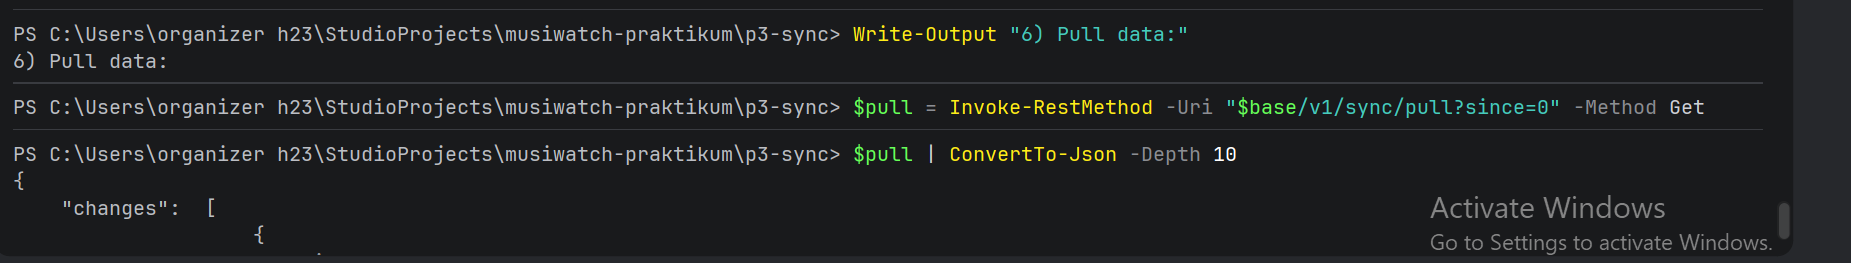 PS C:\Users\organizer h23\StudioProjects\musiwatch-praktikum\p3-sync> Write-Output "6) Pull data:"
6) Pull data:
PS C:\Users\organizer h23\StudioProjects\musiwatch-praktikum\p3-sync> $pull = Invoke-RestMethod -Uri "$base/v1/sync/pull?since=0" -Method Get
PS C:\Users\organizer h23\StudioProjects\musiwatch-praktikum\p3-sync> $pull | ConvertTo-Json -Depth 10
{
    "changes":  [
                    {
Activate Windows
Go to Settings to activate Windows.